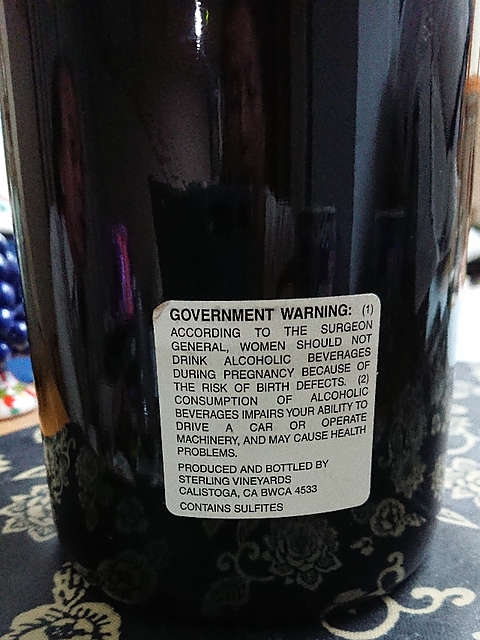 GOVERNMENT WARNING: (1)
ACCORDING TO THE SURGEON
GENERAL, WOMEN SHOULD NOT
DRINK ALCOHOLIC BEVERAGES
DURING PREGNANCY BECAUSE OF
THE RISK OF BIRTH DEFECTS. (2)
CONSUMPTION OF ALCOHOLIC
BEVERAGES IMPAIRS YOUR ABILITY TO
DRIVE A CAR OR OPERATE
MACHINERY, AND MAY CAUSE HEALTH
PROBLEMS.
PRODUCED AND BOTTLED BY
STERLING VINEYARDS
CALISTOGA, CA BWCA 4533
CONTAINS SULFITES